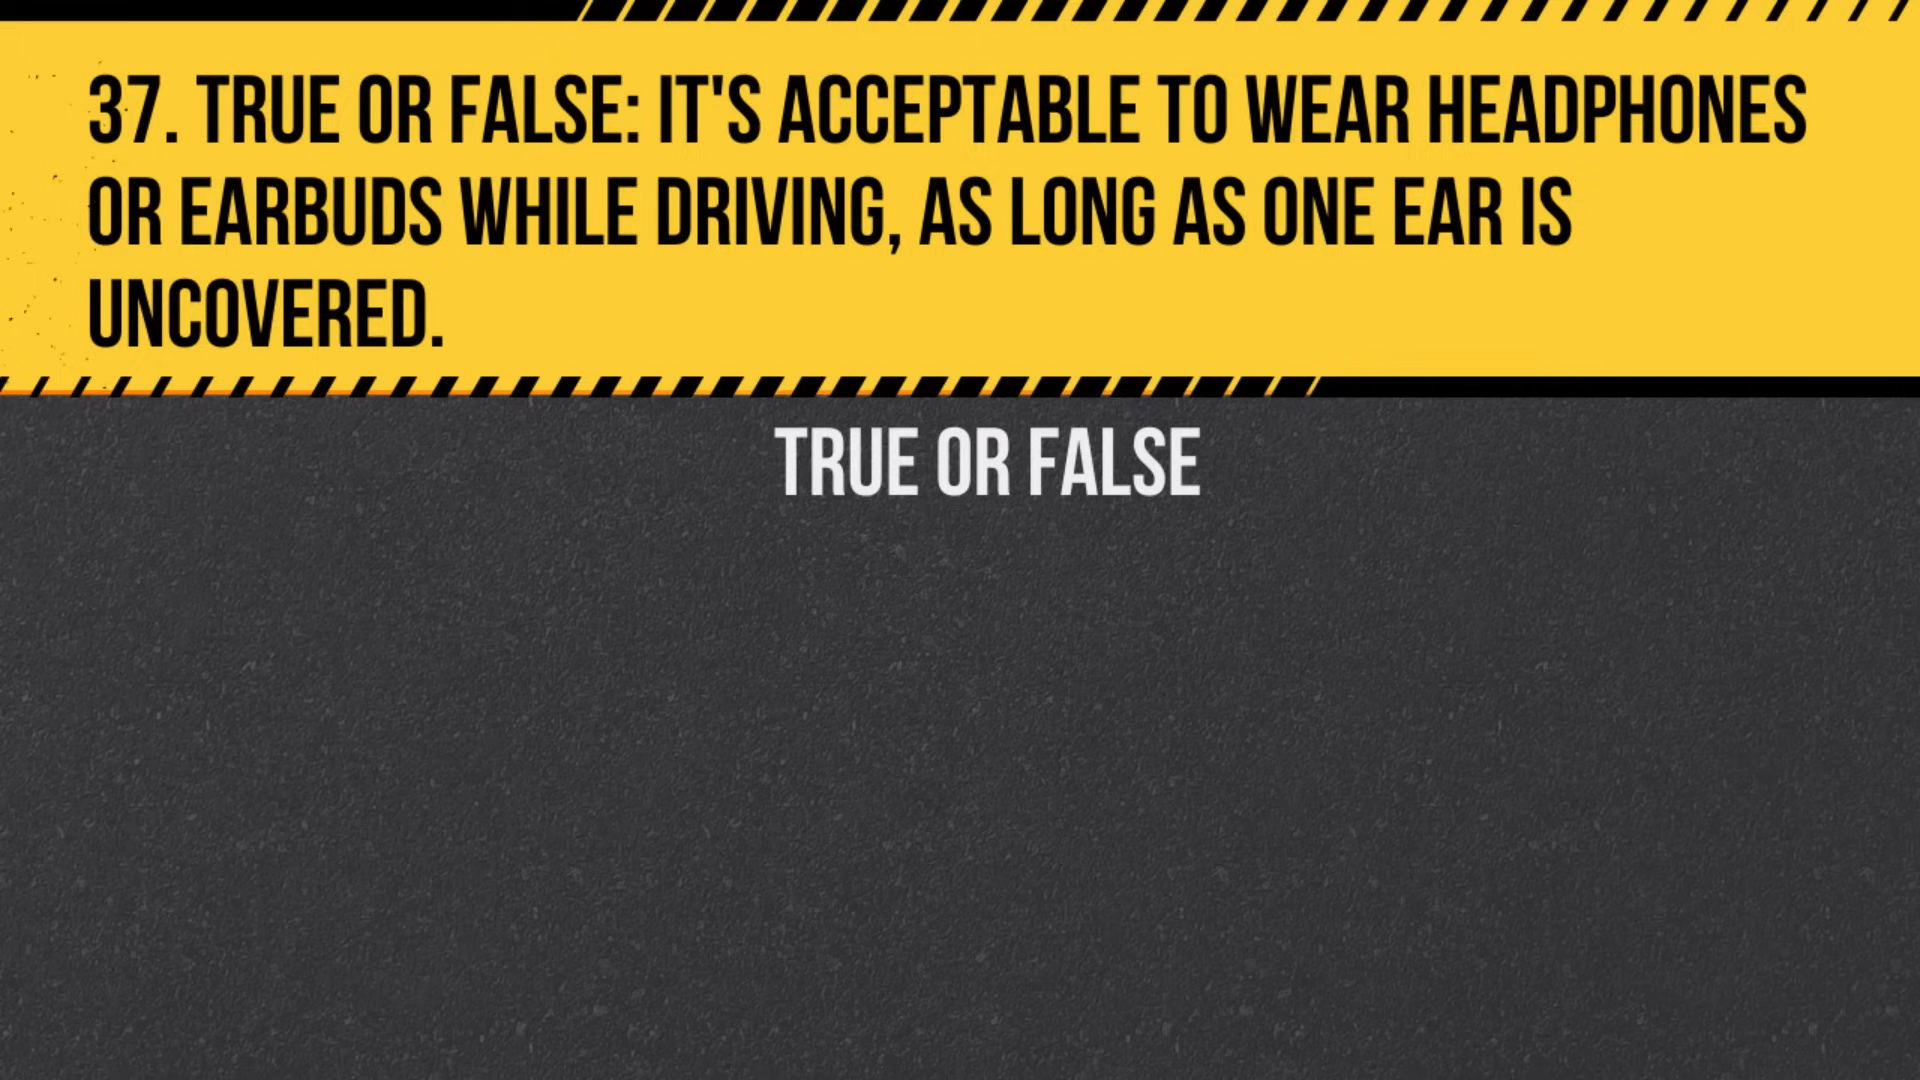 37. TRUE OR FALSE: IT'S ACCEPTABLE TO WEAR HEADPHONES
OR EARBUDS WHILE DRIVING, AS LONG AS ONE EAR IS
UNCOVERED.
TRUE OR FALSE